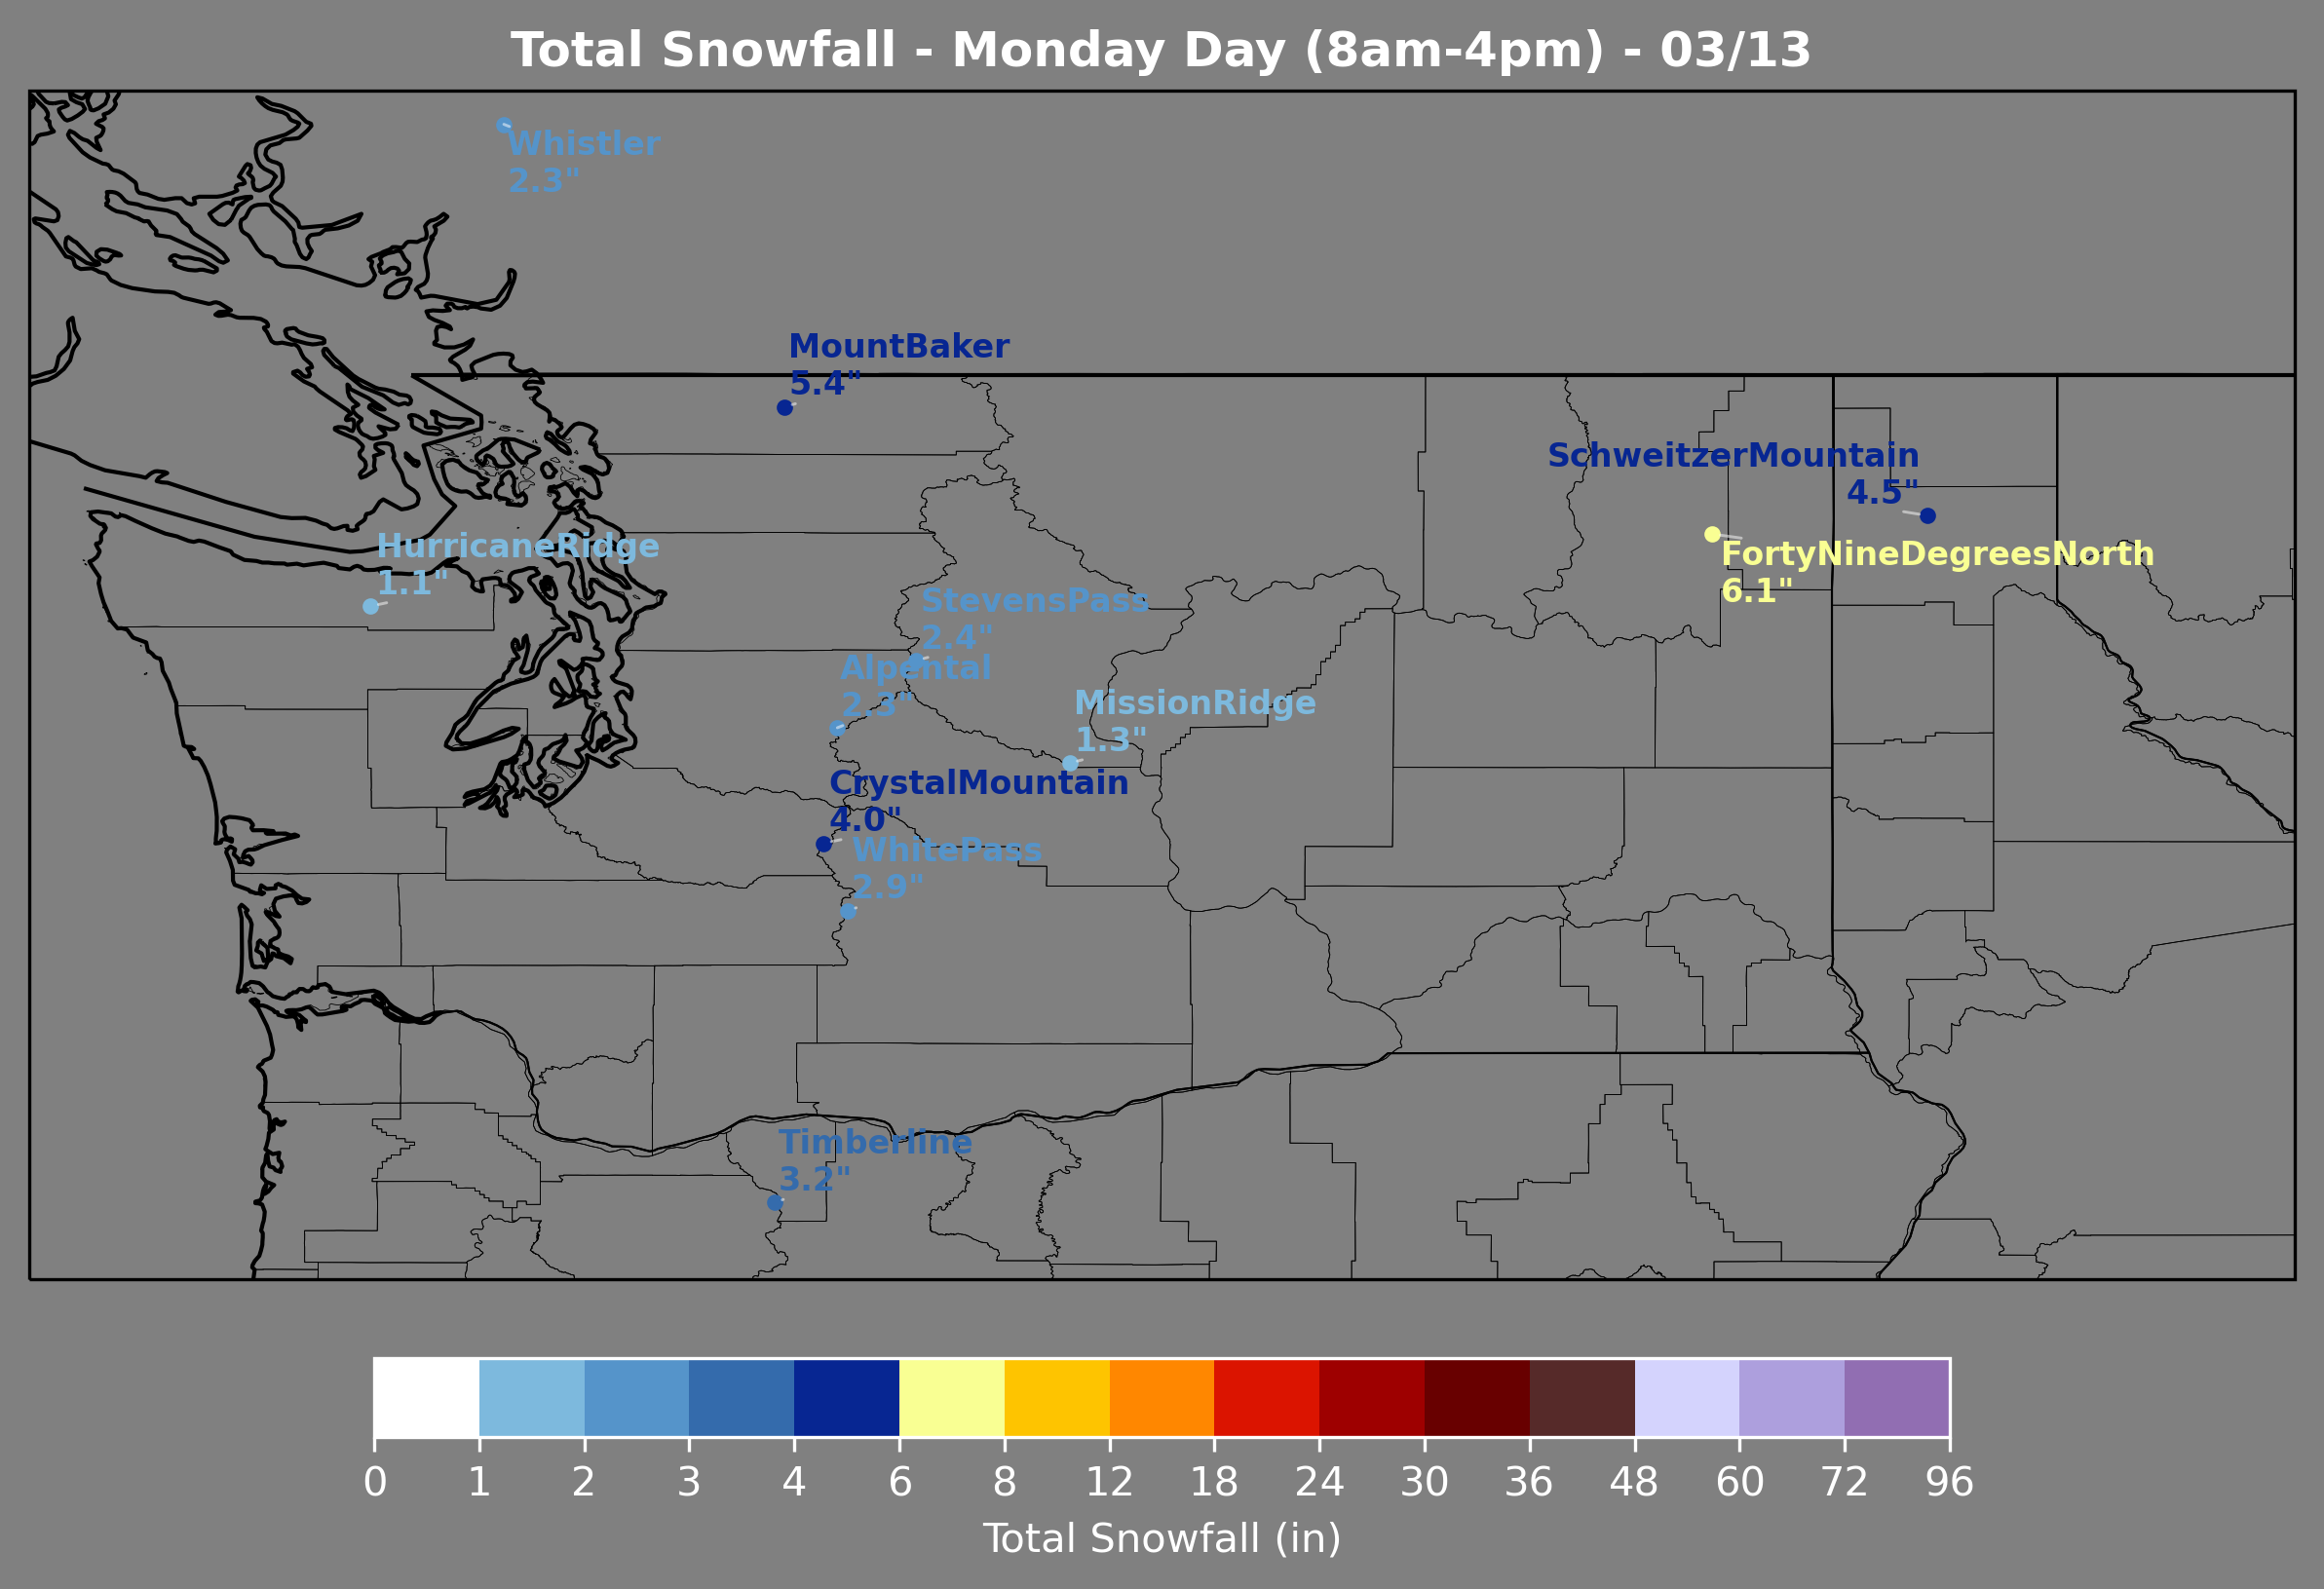 Total Snowfall - Monday Day (8am-4pm) - 03/13
Whistler
2.3"
MountBaker
5.4"
SchweitzerMountain
4.5"
HurricaneRidge
1.1"
FortyNineDegreesNorth
6.1"
StevensPass
2.4"
Alpental
2.3"
MissionRidge
1.3"
CrystalMountain
4.0"
WhitePass
2.9"
Timberline
3.2"
0 1 2 3 4 6 8 12 18 24 30 36 48 60 72 96
Total Snowfall (in)